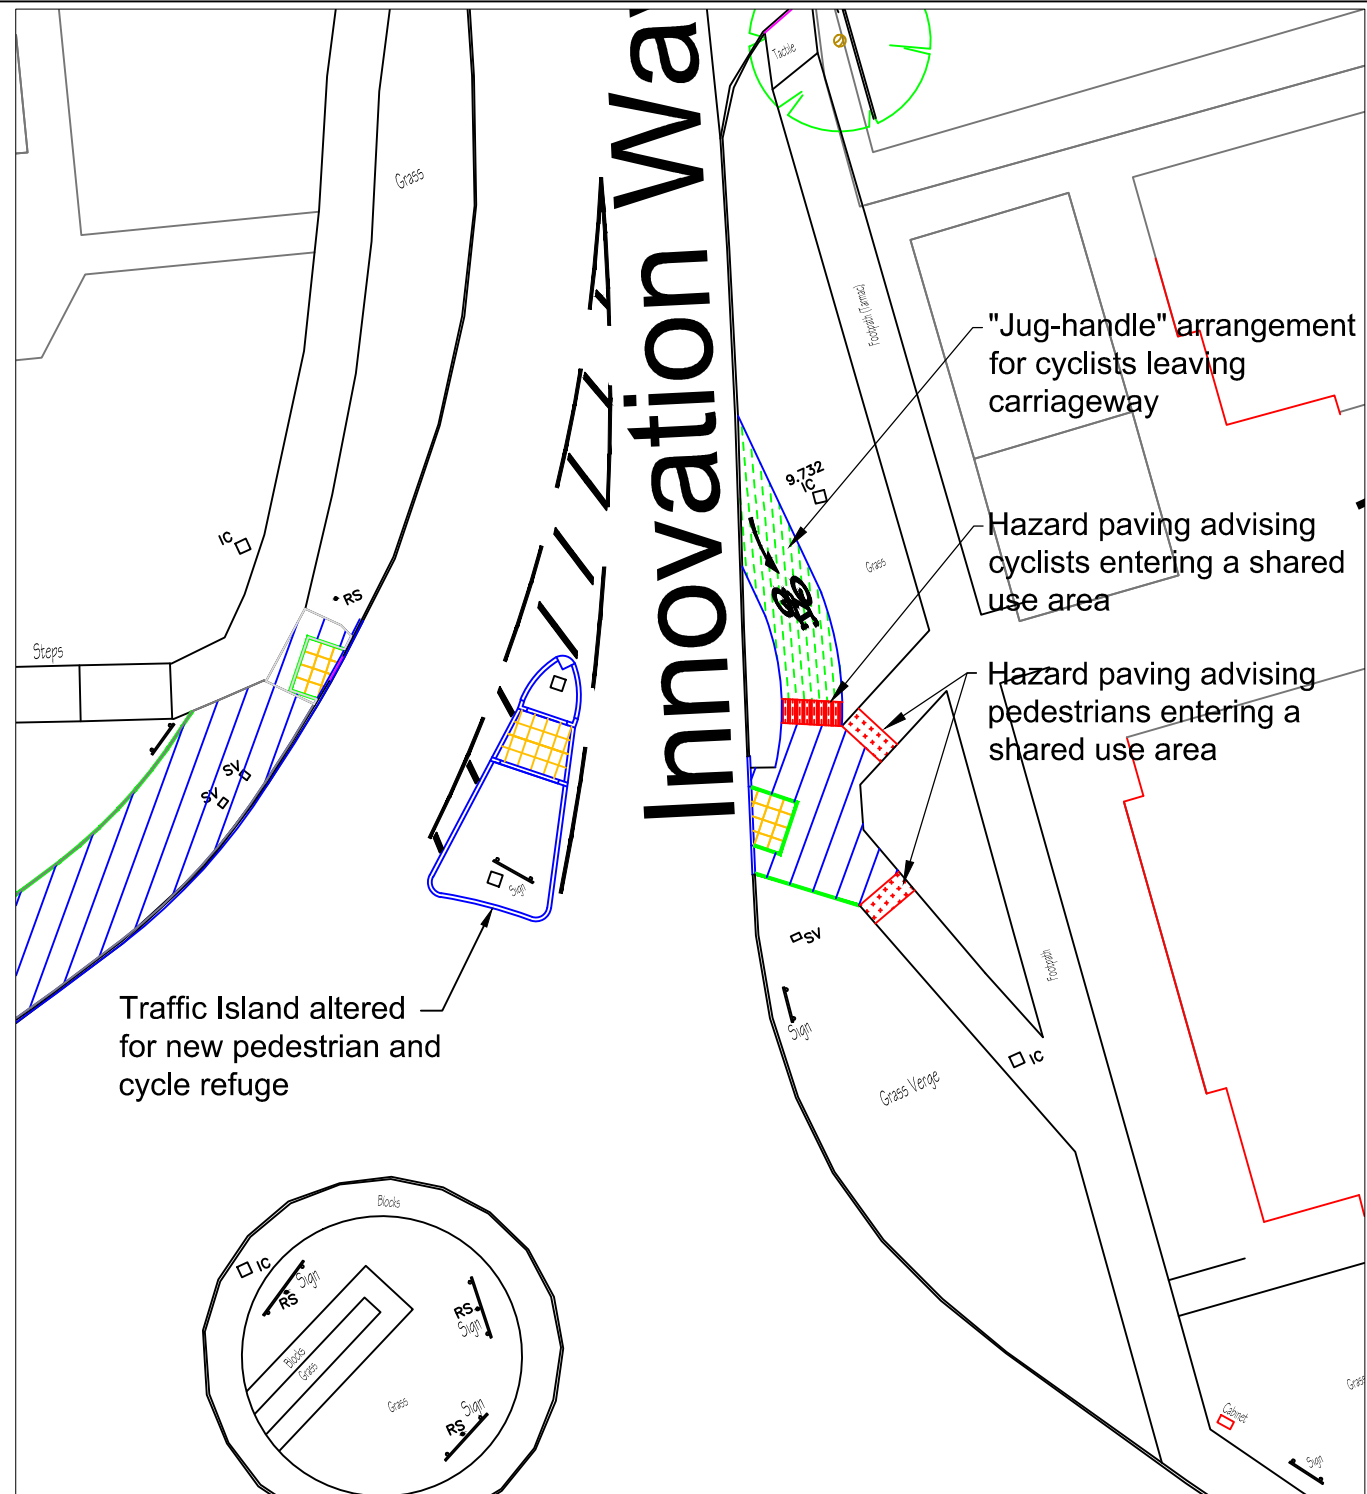 Innovation Way
Tactile
Grass
Footpath (Tarmac)
"Jug-handle" arrangement
for cyclists leaving
carriageway
9.732
IC
Hazard paving advising
cyclists entering a shared
use area
Grass
IC
RS
Steps
Hazard paving advising
pedestrians entering a
shared use area
SV
SV
Sign
SV
Footpath
Sign
Traffic Island altered
for new pedestrian and
cycle refuge
IC
Grass Verge
Blocks
IC
Sign
RS
RS
Sign
Blocks
Grass
Grass
Sign
RS
Grass
Cabinet
Sign